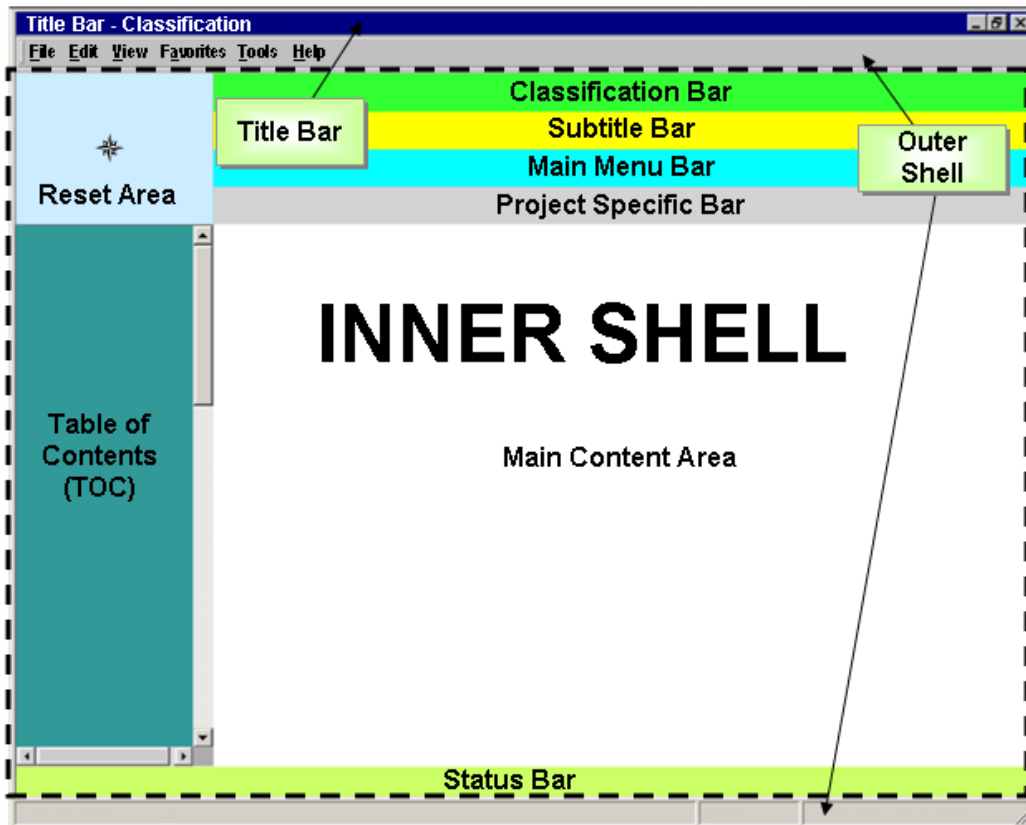 Title Bar - Classification
File Edit View Favorites Tools Help
Classification Bar
Title Bar
Subtitle Bar
Outer
Shell
Main Menu Bar
Reset Area
Project Specific Bar
INNER SHELL
Table of
Contents
(TOC)
Main Content Area
Status Bar